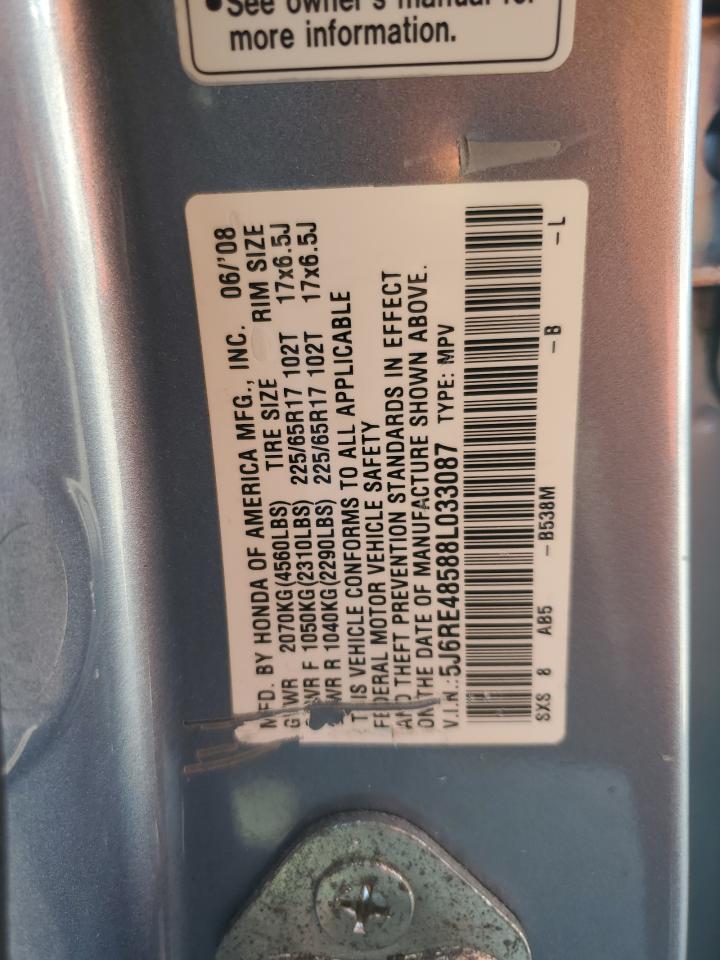 •See owner's manual for
more information.
MFD. BY HONDA OF AMERICA MFG., INC. 06/'08
GVWR 2070KG(4560LBS) TIRE SIZE RIM SIZE
GAWR F 1050KG(2310LBS) 225/65R17 102T 17x6.5J
GAWR R 1040KG(2290LBS) 225/65R17 102T 17x6.5J
THIS VEHICLE CONFORMS TO ALL APPLICABLE
FEDERAL MOTOR VEHICLE SAFETY
AND THEFT PREVENTION STANDARDS IN EFFECT
ON THE DATE OF MANUFACTURE SHOWN ABOVE.
V.I.N.:5J6RE48588L033087 TYPE: MPV
SXS 8 AB5 -B538M -B -L